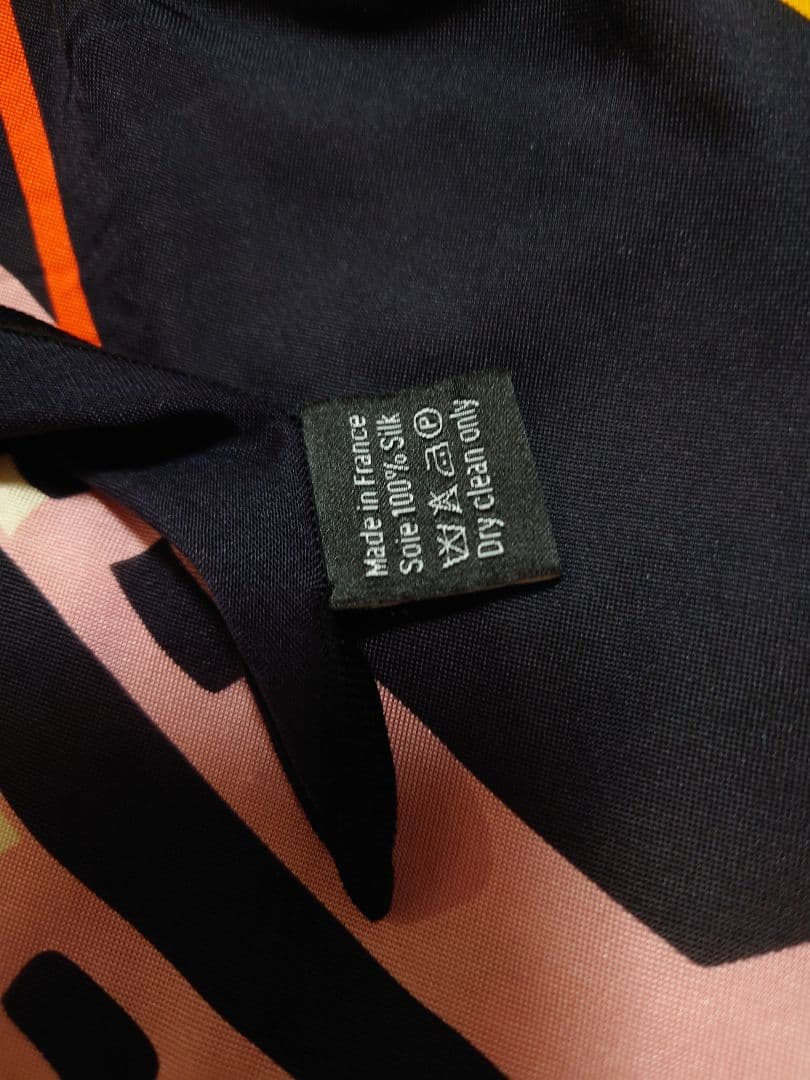 Made in France
Soie 100% Silk
P
Dry clean only